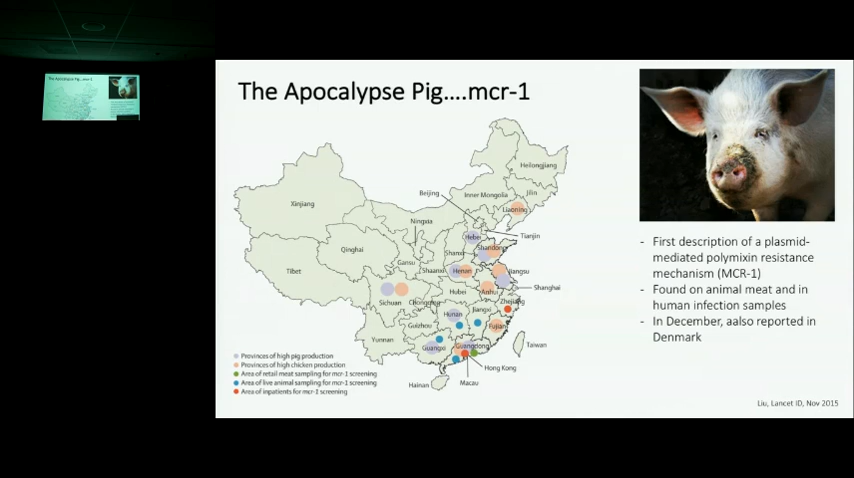 The Apocalypse Pig....mcr-1
Heilongjiang
Jilin
Inner Mongolia
Beijing
Liaoning
Xinjiang
Ningxia
Hebei
Tianjin
Shandong
Qinghai
Gansu
Shanxi
Shaanxi
Henan
Jiangsu
Tibet
Shanghai
Sichuan
Chongqing
Hubei
Anhui
Zhejiang
Hunan
Jiangxi
Guizhou
Fujian
Yunnan
Guangxi
Guangdong
Taiwan
Hong Kong
Macau
Hainan
Provinces of high pig production
Provinces of high chicken production
Area of retail meat sampling for mcr-1 screening
Area of live animal sampling for mcr-1 screening
Area of inpatients for mcr-1 screening
- First description of a plasmid-
mediated polymixin resistance
mechanism (MCR-1)
- Found on animal meat and in
human infection samples
- In December, aalso reported in
Denmark
Liu, Lancet ID, Nov 2015
The Apocalypse Pig....mcr-1